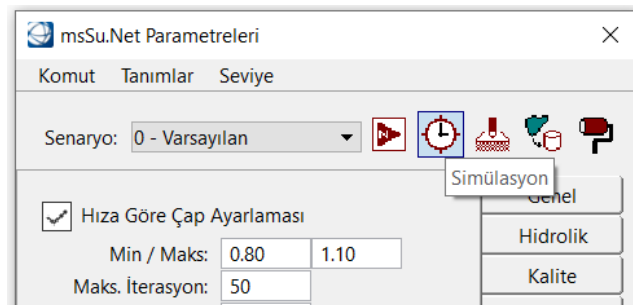 msSu.Net Parametreleri
Komut Tanımlar Seviye
Senaryo: 0 - Varsayılan
Simülasyon
Genel
Hıza Göre Çap Ayarlaması
Hidrolik
Min / Maks: 0.80 1.10
Kalite
Maks. İterasyon: 50